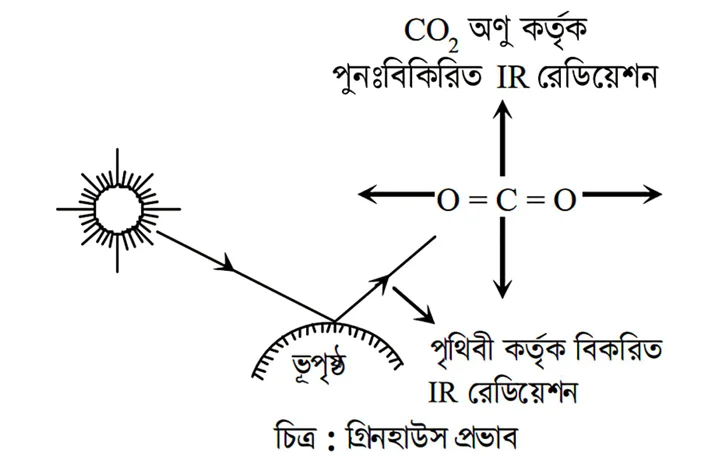 CO₂ অণু কর্তৃক
পুনঃবিকিরিত IR রেডিয়েশন
O = C = O
ভূপৃষ্ঠ
পৃথিবী কর্তৃক বিকরিত
IR রেডিয়েশন
চিত্র : গ্রিনহাউস প্রভাব